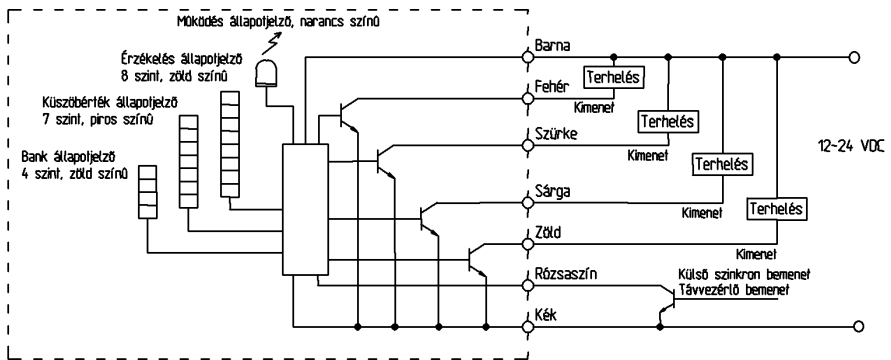 Működés állapotjelző, narancs színű
Érzékelés állapotjelző
8 szint, zöld színű
Küszöbérték állapotjelző
7 szint, piros színű
Bank állapotjelző
4 szint, zöld színű
Barna
Terhelés
Fehér
Kimenet
Terhelés
Szürke
Kimenet
12~24 VDC
Terhelés
Sárga
Kimenet
Terhelés
Zöld
Kimenet
Rózsaszín
Külső szinkron bemenet
Távvezérlő bemenet
Kék